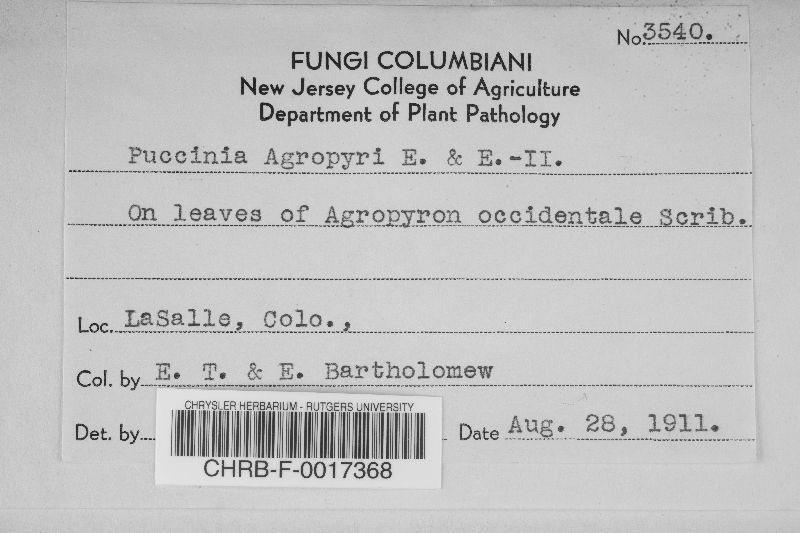 No. 3540.
FUNGI COLUMBIANI
New Jersey College of Agriculture
Department of Plant Pathology
Puccinia Agropyri E. & E.-II.
On leaves of Agropyron occidentale Scrib.
Loc. LaSalle, Colo.,
Col. by E. T. & E. Bartholomew
Det. by
Date Aug. 28, 1911.
CHRYSLER HERBARIUM - RUTGERS UNIVERSITY
CHRB-F-0017368